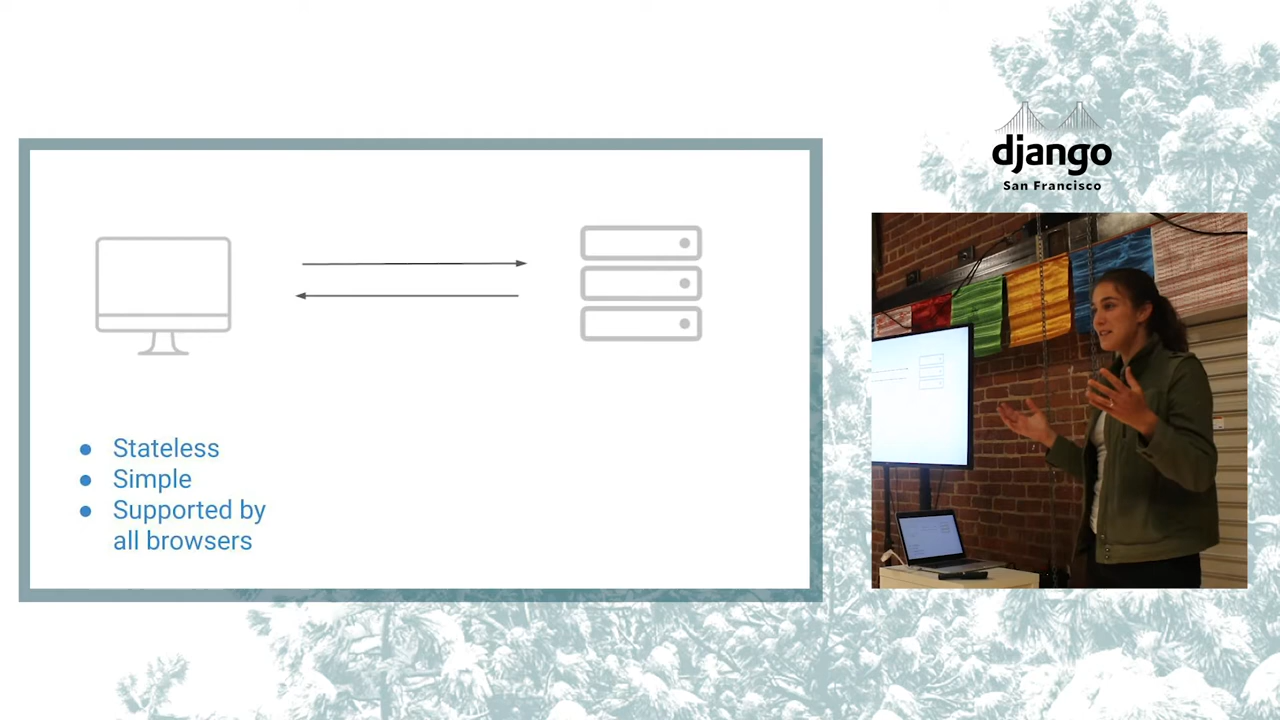 django
San Francisco
● Stateless
● Simple
● Supported by
all browsers